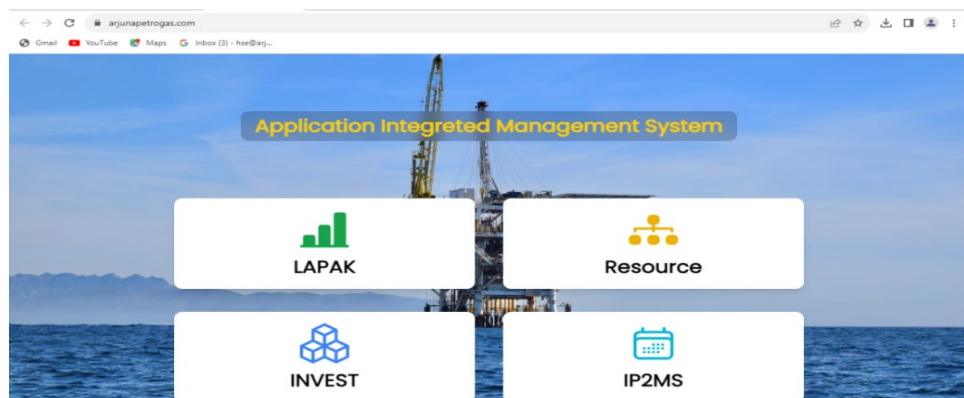 arjunapetrogas.com
Gmail YouTube Maps Inbox (3) - hse@arj...
Application Integreted Management System
LAPAK Resource
INVEST IP2MS